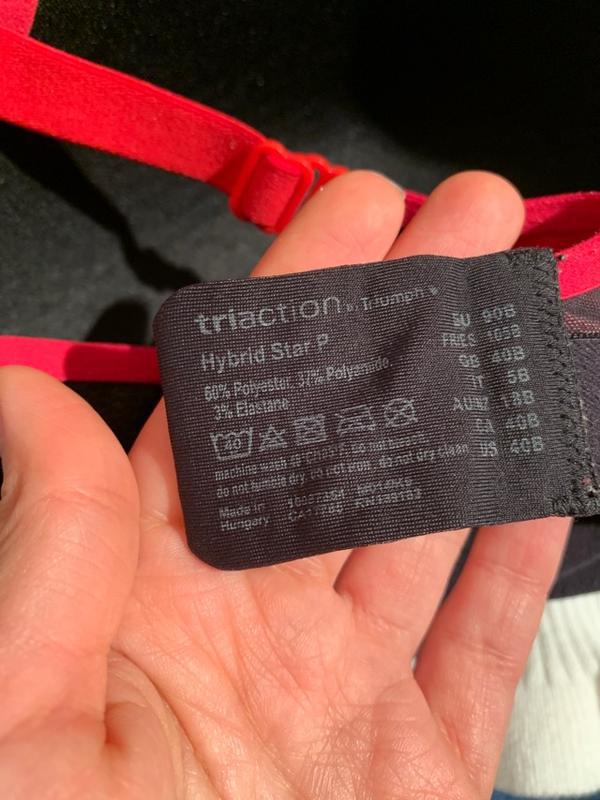 triaction by Triumph
Hybrid Star P
60% Polyester, 37% Polyamide,
3% Elastane
machine wash at do not bleach,
do not tumble dry do not iron do not dry clean
Made in
Hungary
EU 90B
FR/ES 105B
GB 40B
IT 5B
AU/NZ 18B
CA 40B
US 40B